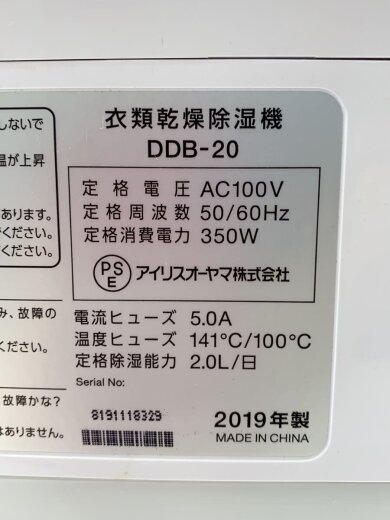 しないで
温が上昇
あります。
ください。
ください。
み、故障の
ください。
故障かな?
はありません。
衣類乾燥除湿機
DDB-20
定格電圧 AC100V
定格周波数 50/60Hz
定格消費電力 350W
PSE アイリスオーヤマ株式会社
電流ヒューズ 5.0A
温度ヒューズ 141°C/100°C
定格除湿能力 2.0L/日
Serial No:
8191118329
2019年製
MADE IN CHINA